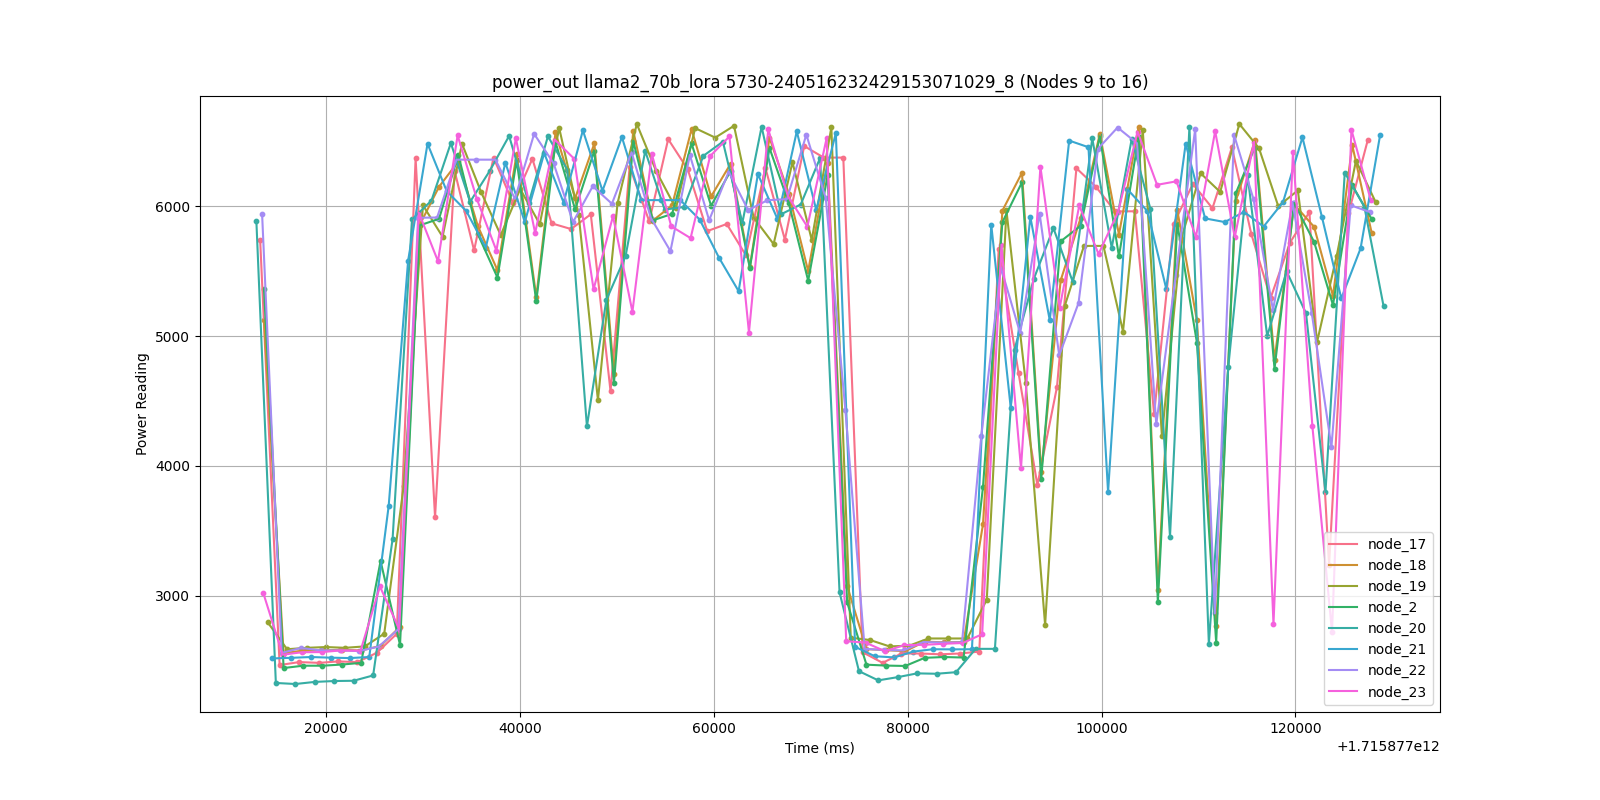 power_out llama2_70b_lora 5730-240516232429153071029_8 (Nodes 9 to 16)
Power Reading
6000
5000
4000
3000
20000
40000
60000
80000
100000
120000
Time (ms)
+1.715877e12
node_17
node_18
node_19
node_2
node_20
node_21
node_22
node_23